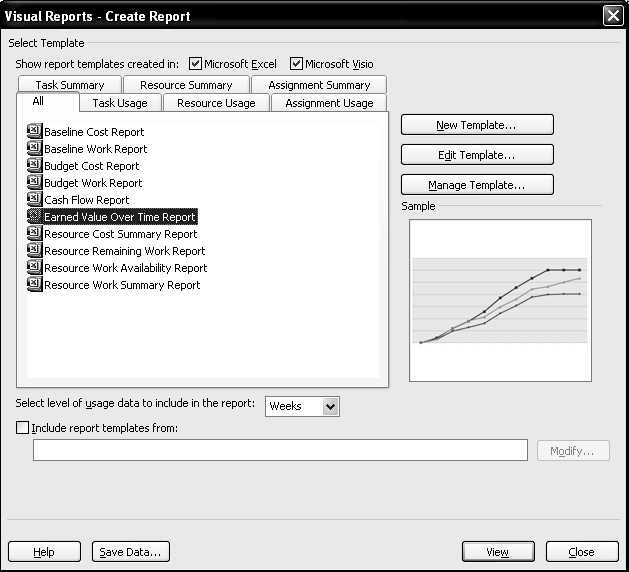 Visual Reports - Create Report
Select Template
Show report templates created in: Microsoft Excel Microsoft Visio
Task Summary Resource Summary Assignment Summary
All Task Usage Resource Usage Assignment Usage
Baseline Cost Report
Baseline Work Report
Budget Cost Report
Budget Work Report
Cash Flow Report
Earned Value Over Time Report
Resource Cost Summary Report
Resource Remaining Work Report
Resource Work Availability Report
Resource Work Summary Report
New Template...
Edit Template...
Manage Template...
Sample
Select level of usage data to include in the report: Weeks
Include report templates from:
Modify...
Help Save Data... View Close